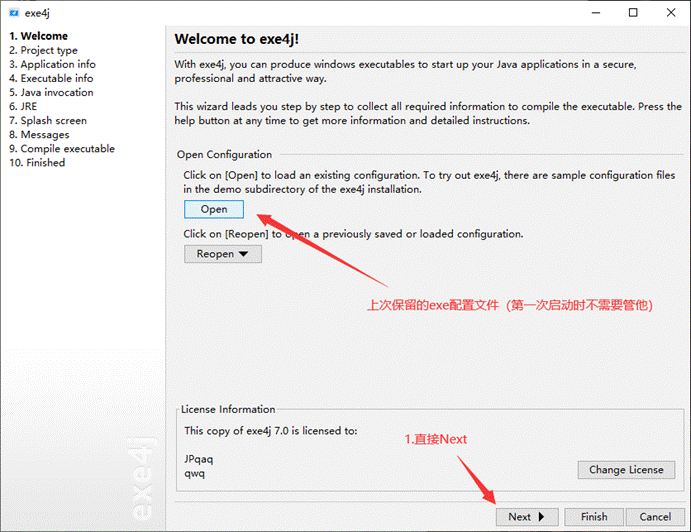 exe4j
1. Welcome
2. Project type
3. Application info
4. Executable info
5. Java invocation
6. JRE
7. Splash screen
8. Messages
9. Compile executable
10. Finished
exe4j
Welcome to exe4j!
With exe4j, you can produce windows executables to start up your Java applications in a secure,
professional and attractive way.
This wizard leads you step by step to collect all required information to compile the executable. Press the
help button at any time to get more information and detailed instructions.
Open Configuration
Click on [Open] to load an existing configuration. To try out exe4j, there are sample configuration files
in the demo subdirectory of the exe4j installation.
Open
Click on [Reopen] to open a previously saved or loaded configuration.
Reopen
上次保留的exe配置文件（第一次启动时不需要管他）
License Information
This copy of exe4j 7.0 is licensed to:
JPqaq
qwq
1.直接Next
Change License
Next
Finish
Cancel